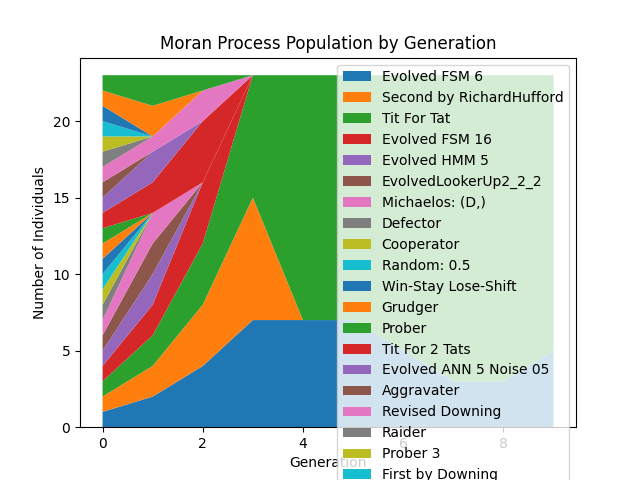 Moran Process Population by Generation
Number of Individuals
20
15
10
5
0
0
2
4
6
8
Generation
Evolved FSM 6
Second by RichardHufford
Tit For Tat
Evolved FSM 16
Evolved HMM 5
EvolvedLookerUp2_2_2
Michaelos: (D,)
Defector
Cooperator
Random: 0.5
Win-Stay Lose-Shift
Grudger
Prober
Tit For 2 Tats
Evolved ANN 5 Noise 05
Aggravater
Revised Downing
Raider
Prober 3
First by Downing